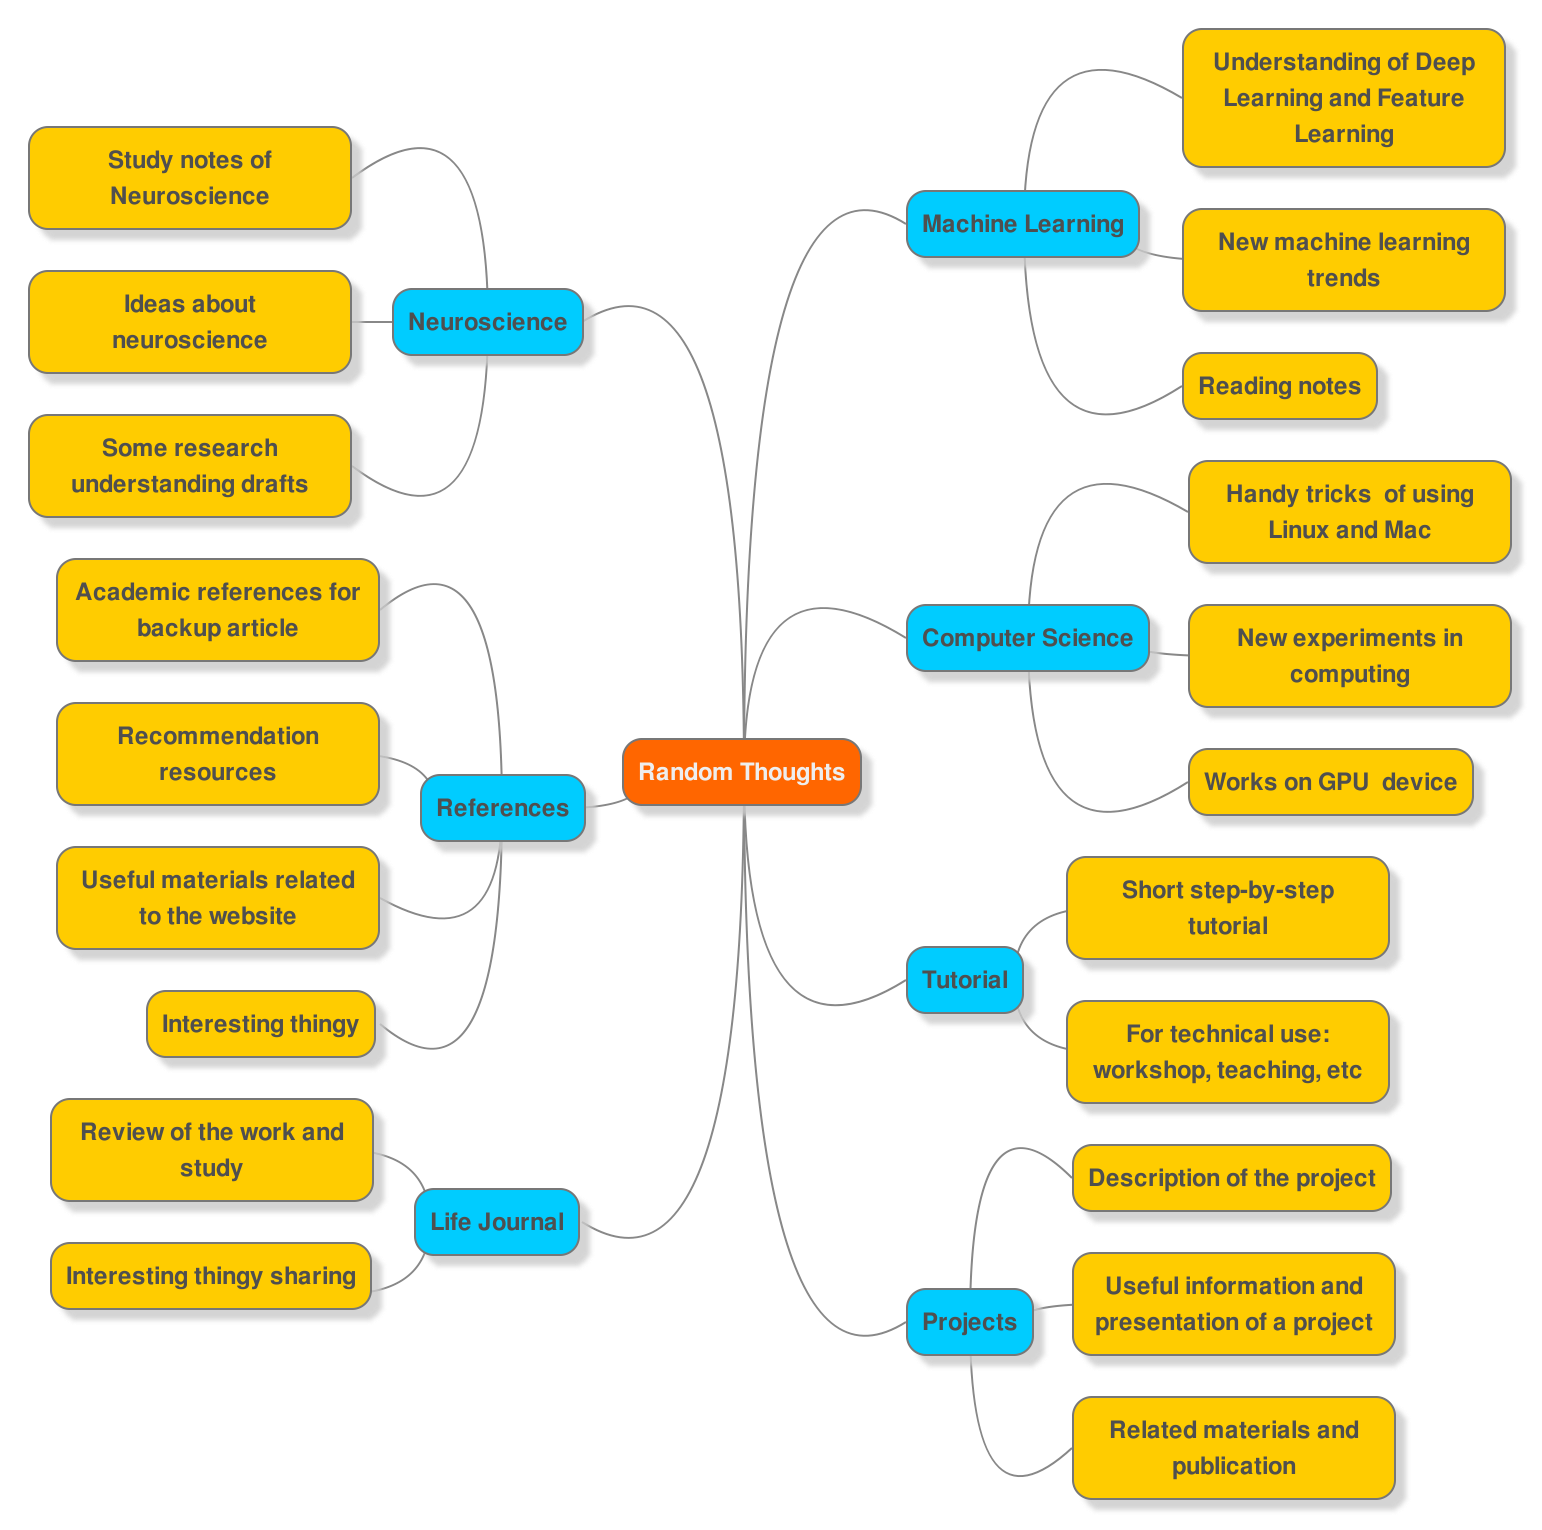 Random Thoughts
Machine Learning
Understanding of Deep
Learning and Feature
Learning
New machine learning
trends
Reading notes
Computer Science
Handy tricks  of using
Linux and Mac
New experiments in
computing
Works on GPU  device
Tutorial
Short step-by-step
tutorial
For technical use:
workshop, teaching, etc
Projects
Description of the project
Useful information and
presentation of a project
Related materials and
publication
Neuroscience
Study notes of
Neuroscience
Ideas about
neuroscience
Some research
understanding drafts
References
Academic references for
backup article
Recommendation
resources
Useful materials related
to the website
Interesting thingy
Life Journal
Review of the work and
study
Interesting thingy sharing